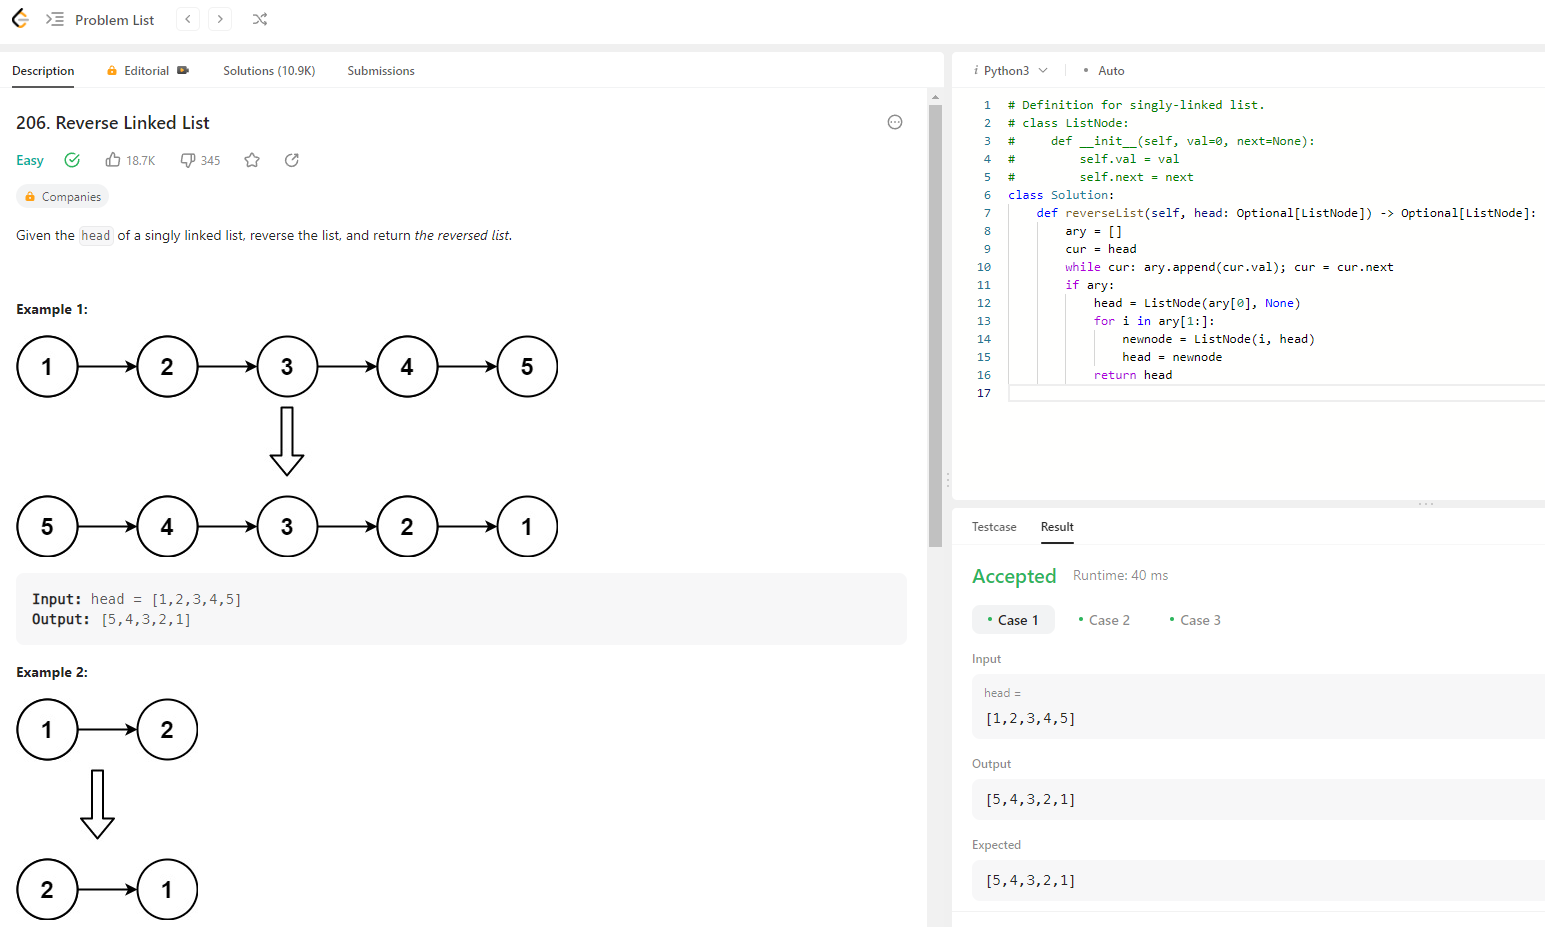 Problem List
Description
Editorial
Solutions (10.9K)
Submissions
206. Reverse Linked List
Easy
18.7K
345
Companies
Given the head of a singly linked list, reverse the list, and return the reversed list.
Example 1:
1 2 3 4 5
5 4 3 2 1
Input: head = [1,2,3,4,5]
Output: [5,4,3,2,1]
Example 2:
1 2
2 1
i Python3
Auto
1 # Definition for singly-linked list.
2 # class ListNode:
3 #     def __init__(self, val=0, next=None):
4 #         self.val = val
5 #         self.next = next
6 class Solution:
7     def reverseList(self, head: Optional[ListNode]) -> Optional[ListNode]:
8         ary = []
9         cur = head
10         while cur: ary.append(cur.val); cur = cur.next
11         if ary:
12             head = ListNode(ary[0], None)
13             for i in ary[1:]:
14                 newnode = ListNode(i, head)
15                 head = newnode
16             return head
17
Testcase
Result
Accepted
Runtime: 40 ms
Case 1
Case 2
Case 3
Input
head =
[1,2,3,4,5]
Output
[5,4,3,2,1]
Expected
[5,4,3,2,1]